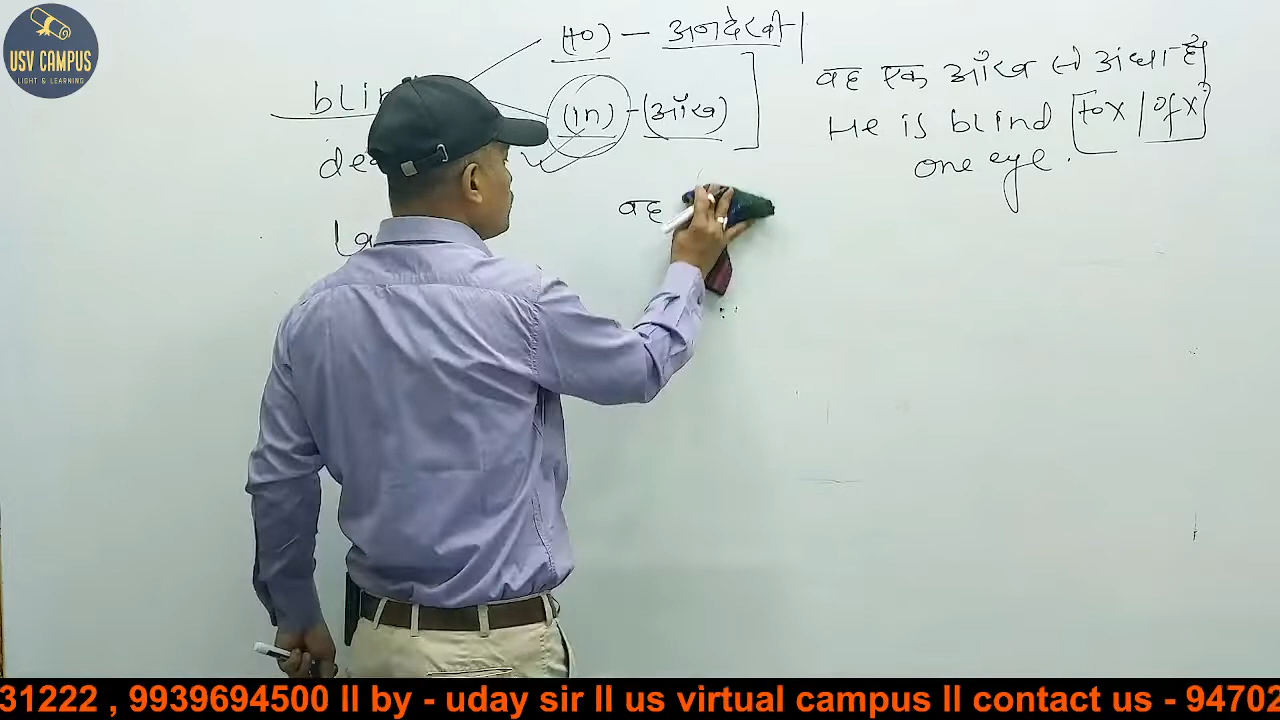 USV CAMPUS
LIGHT & LEARNING
(to) - अनदेखी
blin
(in) - (आँख)
de
La
वह एक आँख से अंधा है।
He is blind [to x / of x]
one eye.
वह
31222 , 9939694500 ll by - uday sir ll us virtual campus ll contact us - 94702